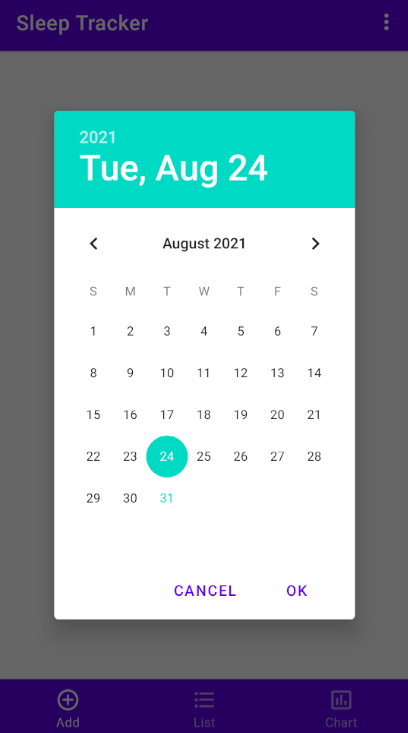 Sleep Tracker
2021
Tue, Aug 24
August 2021
S M T W T F S
1 2 3 4 5 6 7
8 9 10 11 12 13 14
15 16 17 18 19 20 21
22 23 24 25 26 27 28
29 30 31
CANCEL OK
Add List Chart